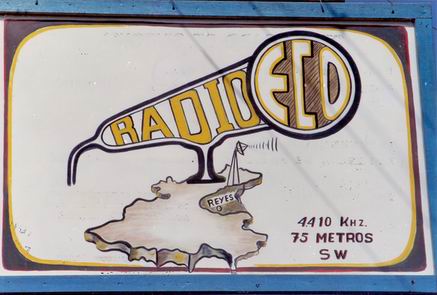 RADIO ECO
REYES
4410 KHZ.
75 METROS
SW